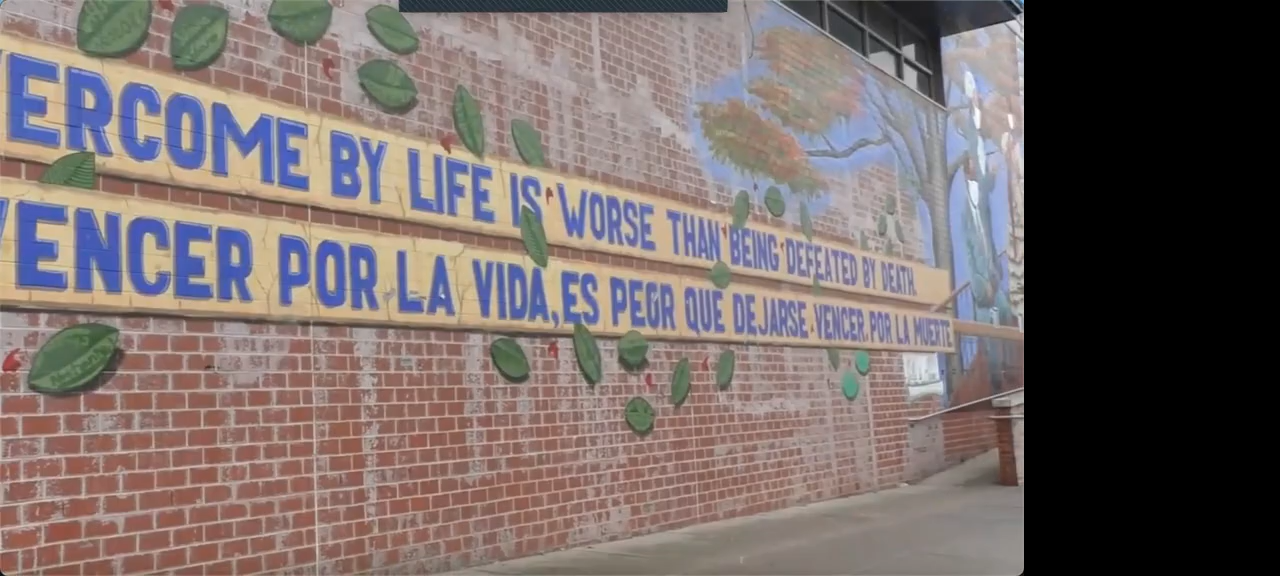 ERCOME BY LIFE IS WORSE THAN BEING DEFEATED BY DEATH.
VENCER POR LA VIDA, ES PEOR QUE DEJARSE VENCER POR LA MUERTE